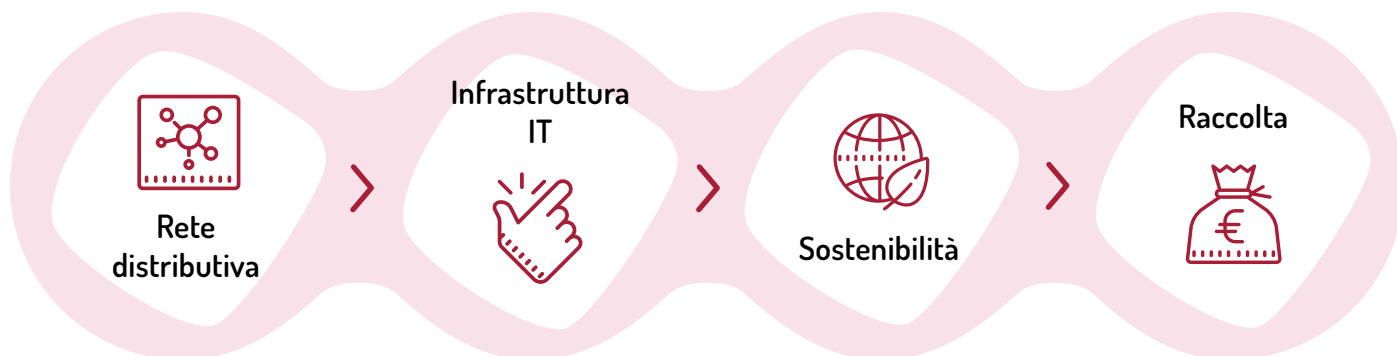 Rete
distributiva
Infrastruttura
IT
Sostenibilità
Raccolta
€